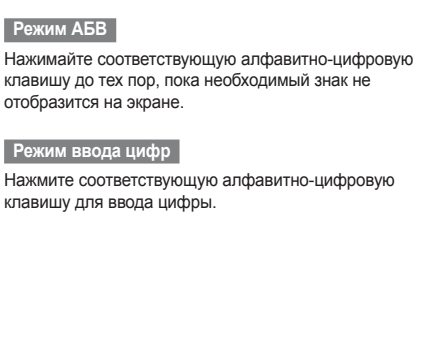 Режим АБВ
Нажимайте соответствующую алфавитно-цифровую
клавишу до тех пор, пока необходимый знак не
отобразится на экране.
Режим ввода цифр
Нажмите соответствующую алфавитно-цифровую
клавишу для ввода цифры.